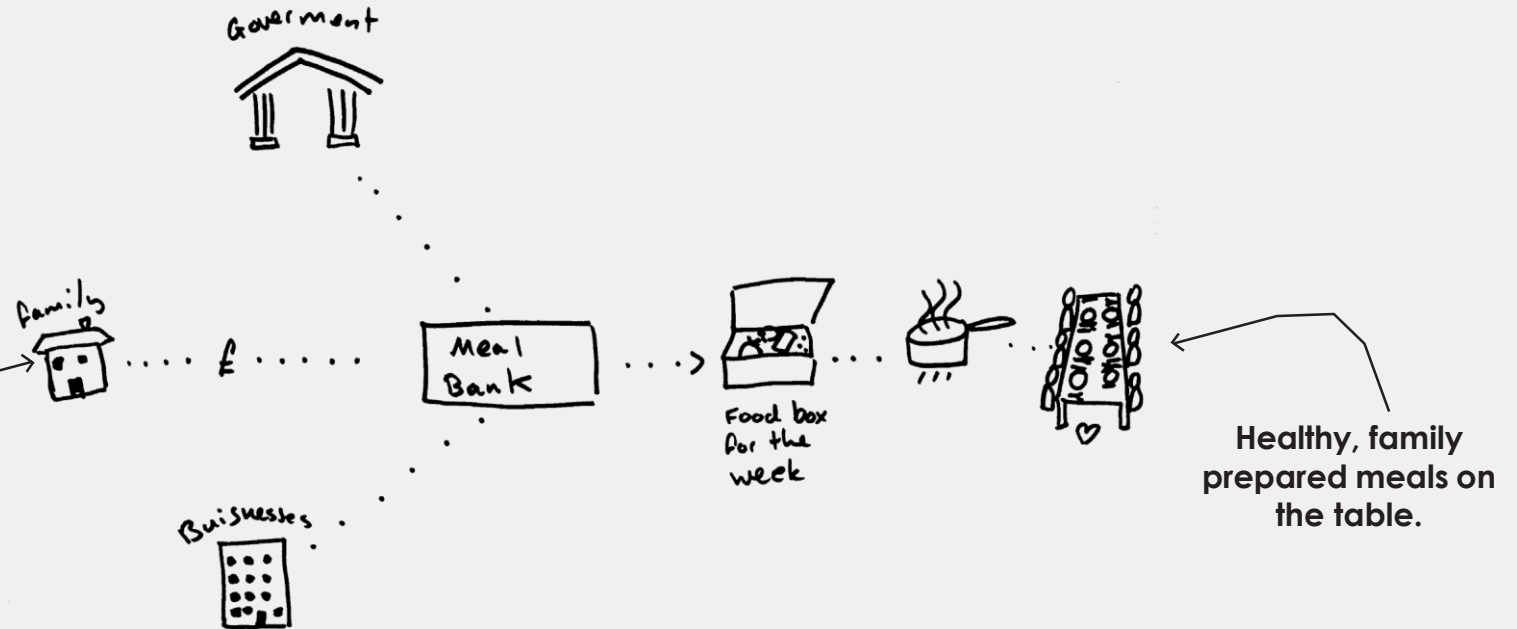 Goverment
family
£
Meal
Bank
Food box
for the
week
Buisnesses
Healthy, family
prepared meals on
the table.